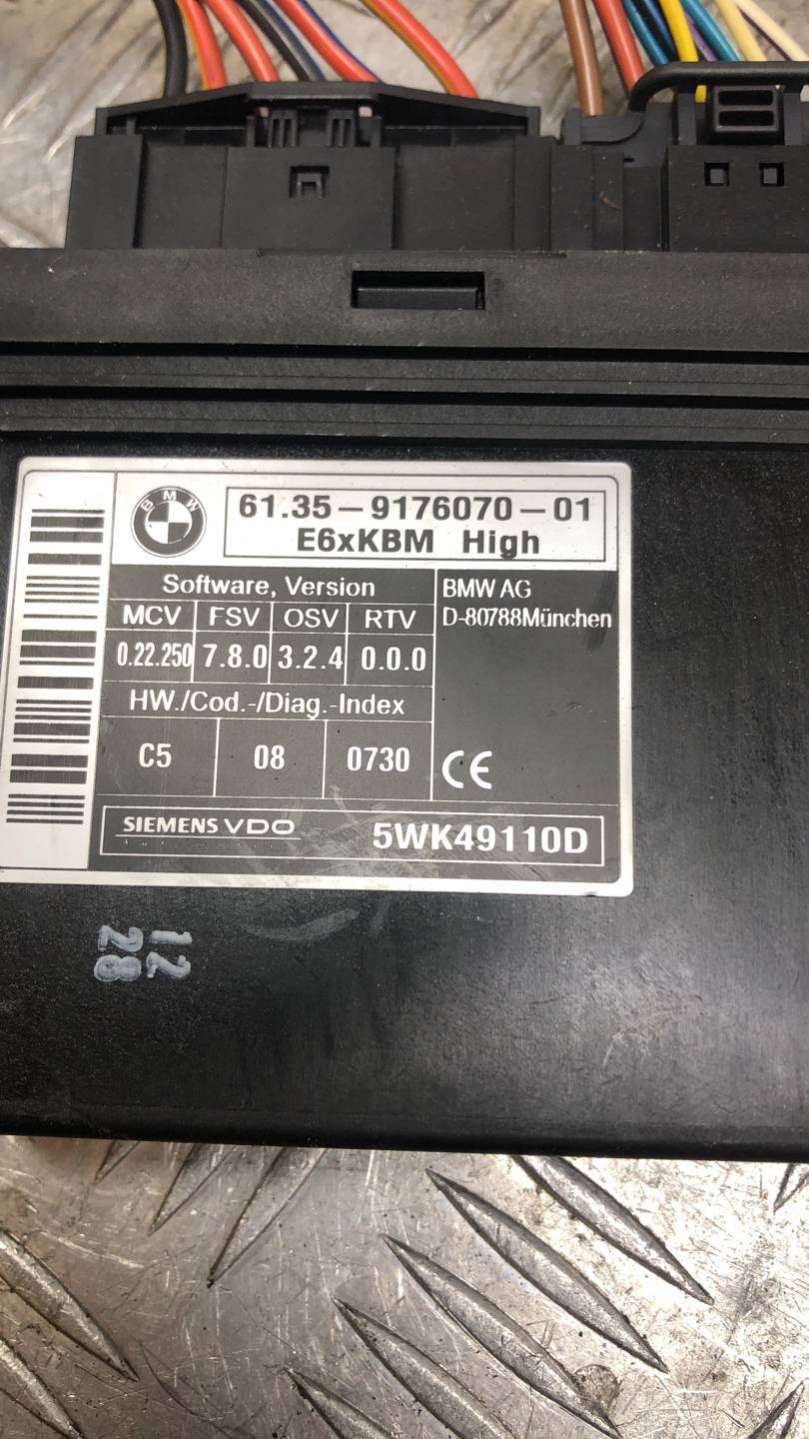 BMW
61.35-9176070-01
E6xKBM High
Software, Version
MCV FSV OSV RTV
0.22.250 7.8.0 3.2.4 0.0.0
HW./Cod.-/Diag.-Index
C5 08 0730
BMW AG
D-80788München
CE
SIEMENS VDO 5WK49110D
12
28